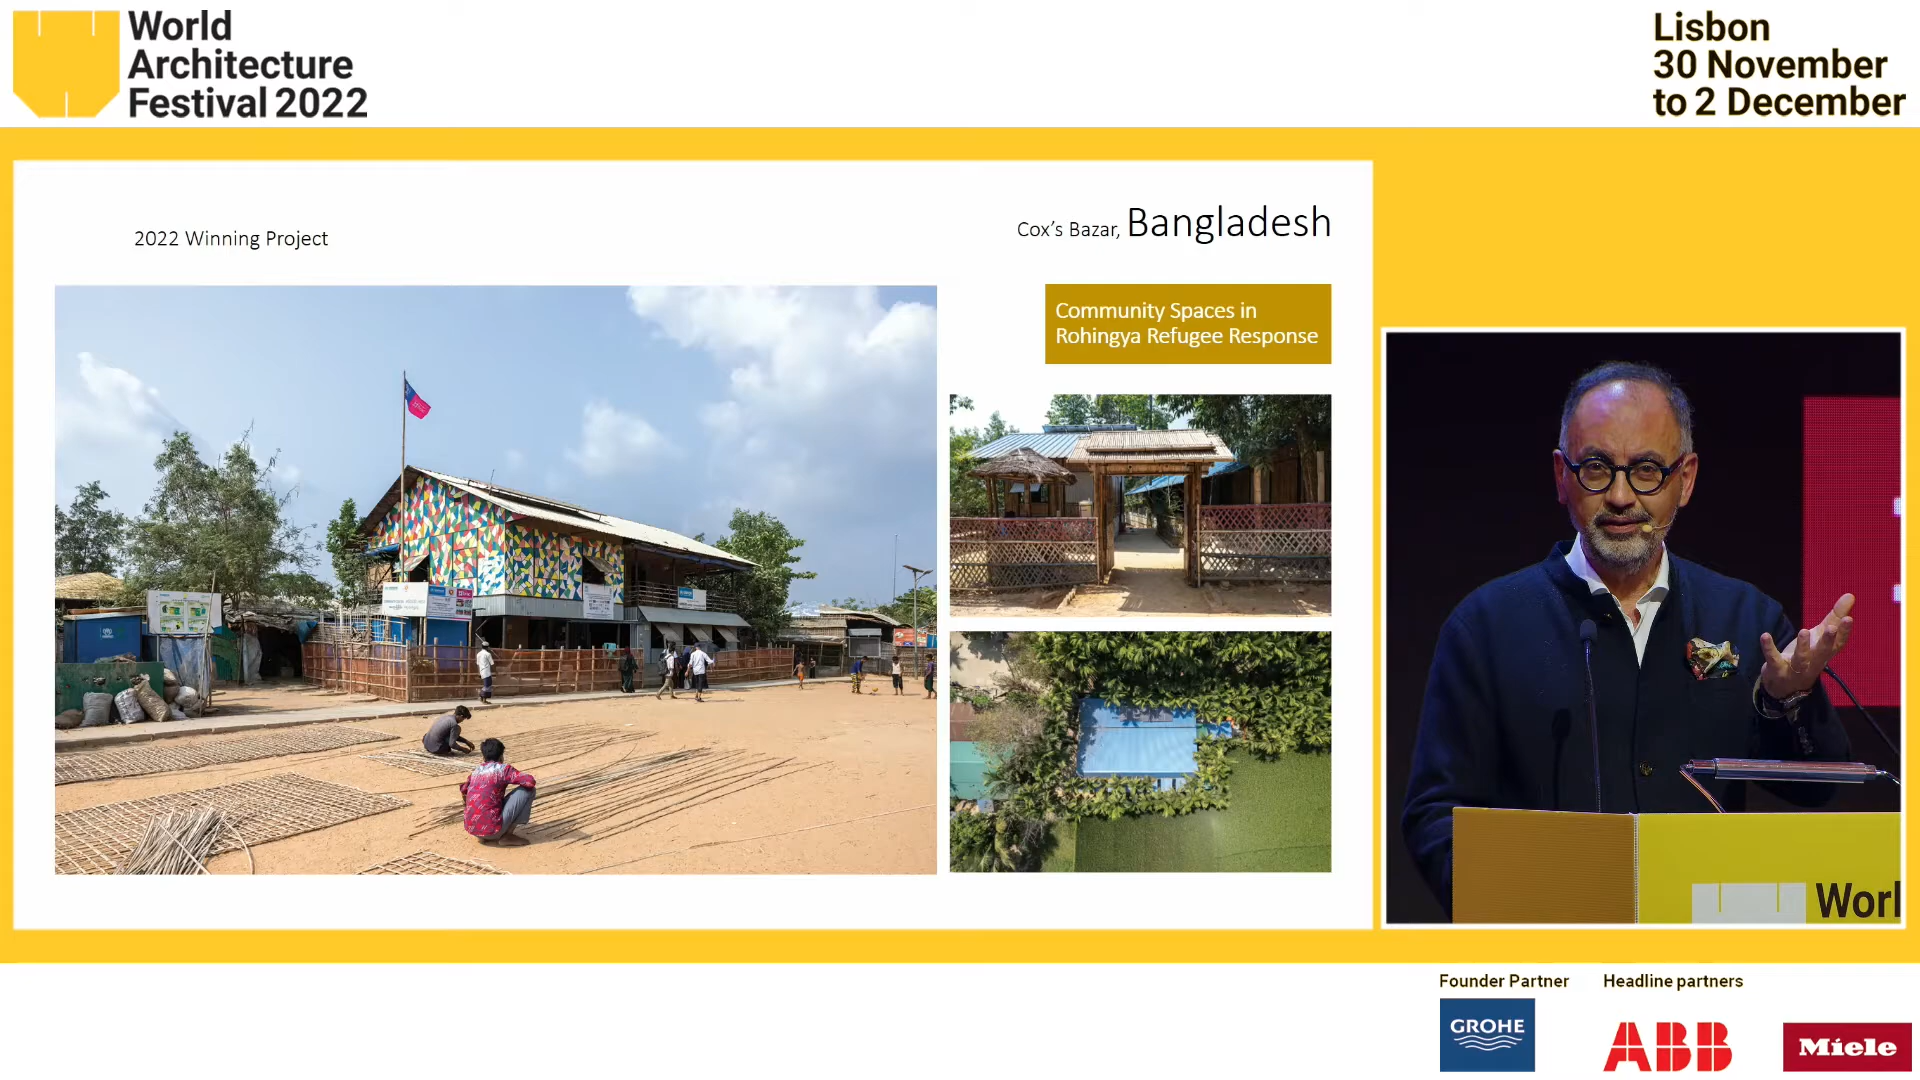 World
Architecture
Festival 2022
Lisbon
30 November
to 2 December
2022 Winning Project
Cox's Bazar, Bangladesh
Community Spaces in
Rohingya Refugee Response
Worl
Founder Partner
Headline partners
GROHE
ABB
Miele